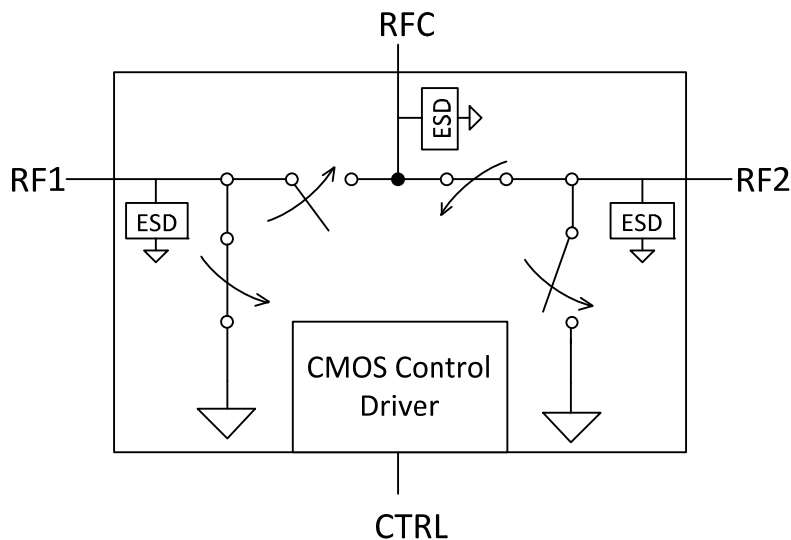 RFC
ESD
RF1
RF2
ESD
ESD
CMOS Control
Driver
CTRL